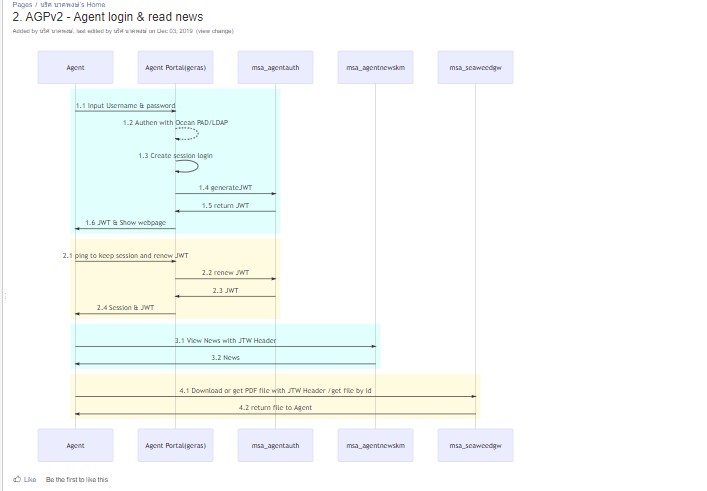 Pages / นริศ นาคพงษ์'s Home
2. AGPv2 - Agent login & read news
Added by นริศ นาคพงษ์, last edited by นริศ นาคพงษ์ on Dec 03, 2019 (view change)
Agent Agent Portal(geras) msa_agentauth msa_agentnewskm msa_seaweedgw
1.1 Input Username & password
1.2 Authen with Ocean PAD/LDAP
1.3 Create session login
1.4 generateJWT
1.5 return JWT
1.6 JWT & Show webpage
2.1 ping to keep session and renew JWT
2.2 renew JWT
2.3 JWT
2.4 Session & JWT
3.1 View News with JTW Header
3.2 News
4.1 Download or get PDF file with JTW Header /get file by id
4.2 return file to Agent
Agent Agent Portal(geras) msa_agentauth msa_agentnewskm msa_seaweedgw
Like Be the first to like this